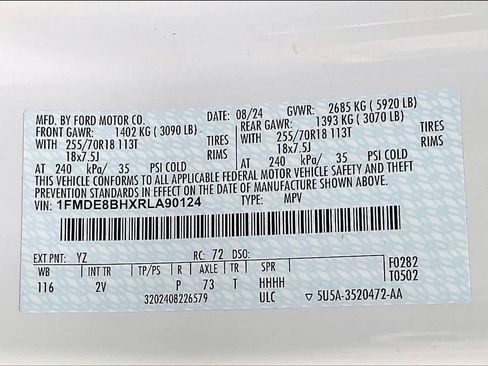 MFD. BY FORD MOTOR CO. 08/24 GVWR: 2685 KG ( 5920 LB)
FRONT GAWR: 1402 KG ( 3090 LB) REAR GAWR: 1393 KG ( 3070 LB)
WITH 255/70R18 113T TIRES WITH 255/70R18 113T TIRES
18x7.5J RIMS 18x7.5J RIMS
AT 240 kPa/ 35 PSI COLD AT 240 kPa/ 35 PSI COLD
THIS VEHICLE CONFORMS TO ALL APPLICABLE FEDERAL MOTOR VEHICLE SAFETY AND THEFT
PREVENTION STANDARDS IN EFFECT ON THE DATE OF MANUFACTURE SHOWN ABOVE.
VIN: 1FMDE8BHXRLA90124 TYPE: MPV
EXT PNT: YZ RC: 72 DSO:
WB INT TR TP/PS R AXLE TR SPR F0282
116 2V P 73 T HHHH T0502
3202408226579 ULC 5U5A-3520472-AA